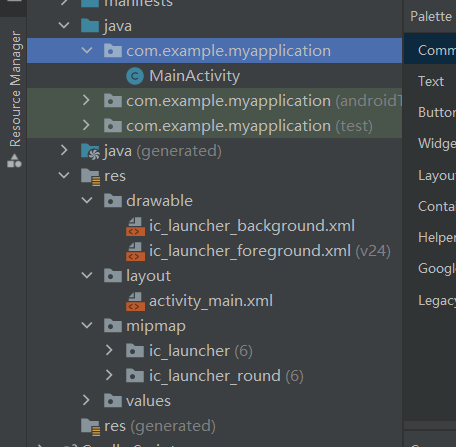 manifests
java
com.example.myapplication
MainActivity
com.example.myapplication (androidT
com.example.myapplication (test)
java (generated)
res
drawable
ic_launcher_background.xml
ic_launcher_foreground.xml (v24)
layout
activity_main.xml
mipmap
ic_launcher (6)
ic_launcher_round (6)
values
res (generated)
Resource Manager
Palette
Comm
Text
Button
Widge
Layou
Conta
Helper
Googl
Legacy